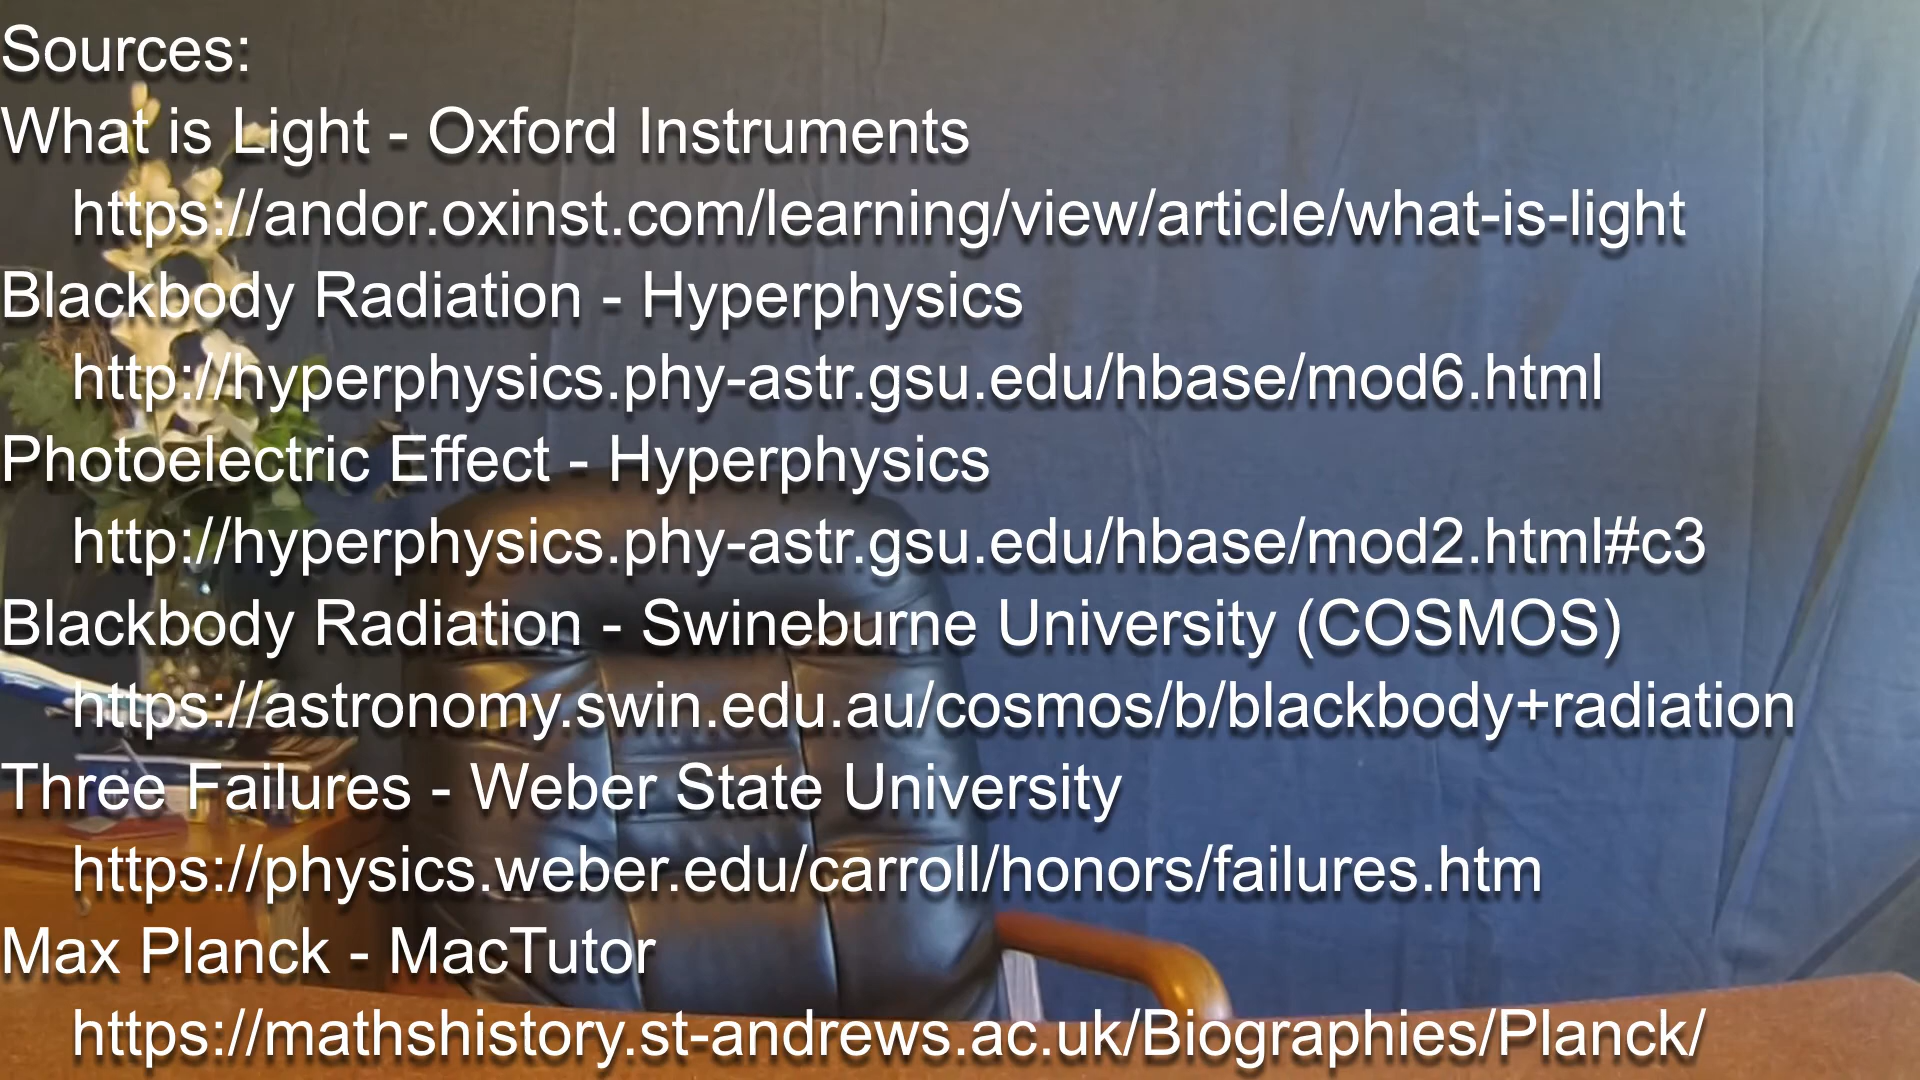 Sources:
What is Light - Oxford Instruments
https://andor.oxinst.com/learning/view/article/what-is-light
Blackbody Radiation - Hyperphysics
http://hyperphysics.phy-astr.gsu.edu/hbase/mod6.html
Photoelectric Effect - Hyperphysics
http://hyperphysics.phy-astr.gsu.edu/hbase/mod2.html#c3
Blackbody Radiation - Swineburne University (COSMOS)
https://astronomy.swin.edu.au/cosmos/b/blackbody+radiation
Three Failures - Weber State University
https://physics.weber.edu/carroll/honors/failures.htm
Max Planck - MacTutor
https://mathshistory.st-andrews.ac.uk/Biographies/Planck/